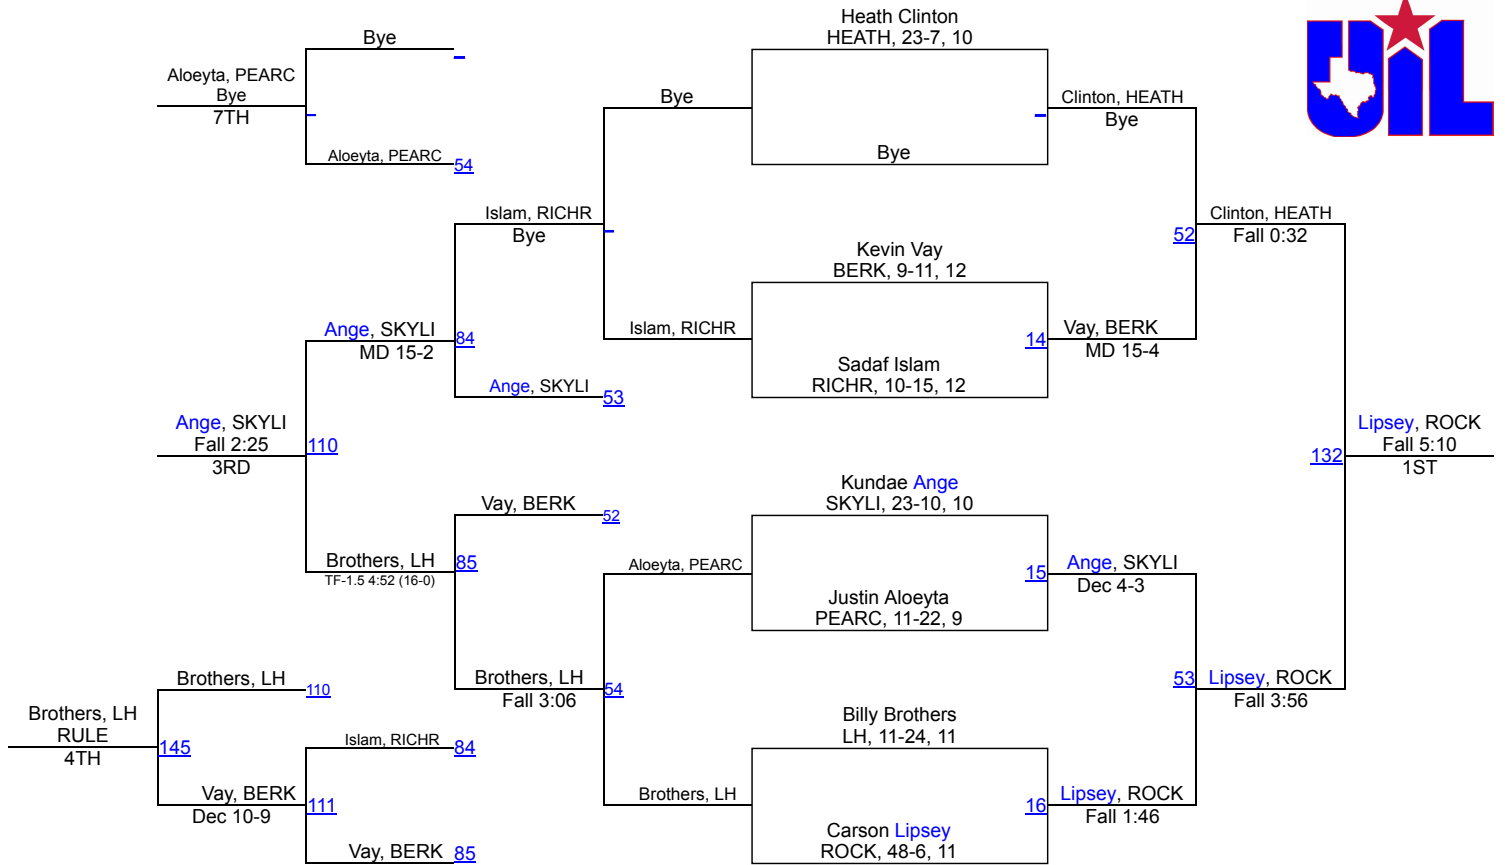 Heath Clinton
HEATH, 23-7, 10
UIL
Bye
Aloeyta, PEARC
Bye
7TH
Aloeyta, PEARC
54
Bye
Clinton, HEATH
Bye
Bye
Islam, RICHR
Bye
52
Clinton, HEATH
Fall 0:32
Kevin Vay
BERK, 9-11, 12
Ange, SKYLI
MD 15-2
84
Islam, RICHR
14
Vay, BERK
MD 15-4
Sadaf Islam
RICHR, 10-15, 12
Ange, SKYLI
53
Ange, SKYLI
Fall 2:25
3RD
110
132
Lipsey, ROCK
Fall 5:10
1ST
Kundae Ange
SKYLI, 23-10, 10
Vay, BERK
52
Brothers, LH
TF-1.5 4:52 (16-0)
85
Aloeyta, PEARC
15
Ange, SKYLI
Dec 4-3
Justin Aloeyta
PEARC, 11-22, 9
Brothers, LH
110
Brothers, LH
Fall 3:06
54
53
Lipsey, ROCK
Fall 3:56
Brothers, LH
RULE
4TH
145
Islam, RICHR
84
Billy Brothers
LH, 11-24, 11
Vay, BERK
Dec 10-9
111
Brothers, LH
16
Lipsey, ROCK
Fall 1:46
Carson Lipsey
ROCK, 48-6, 11
Vay, BERK
85